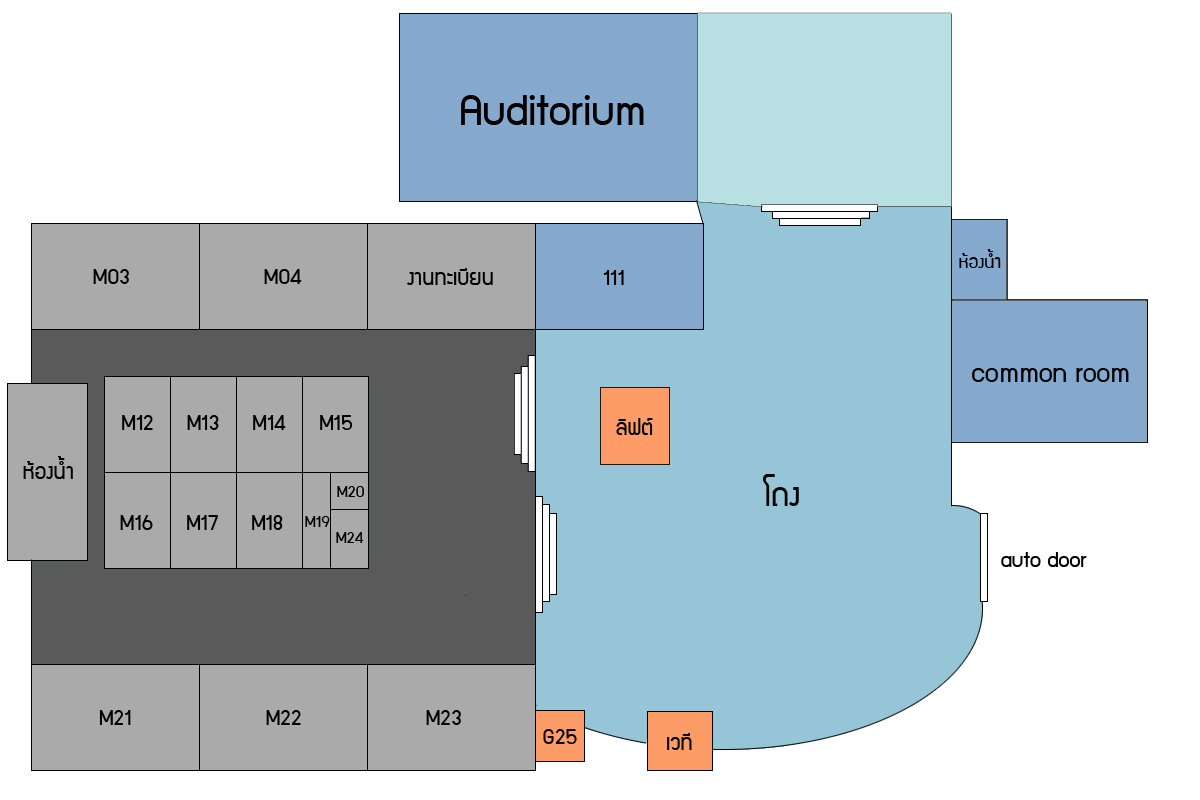 Auditorium
M03
M04
งานทะเบียน
111
ห้องน้ำ
common room
M12
M13
M14
M15
ลิฟต์
ห้องน้ำ
M16
M17
M18
M19
M20
M24
โถง
auto door
M21
M22
M23
G25
เวที